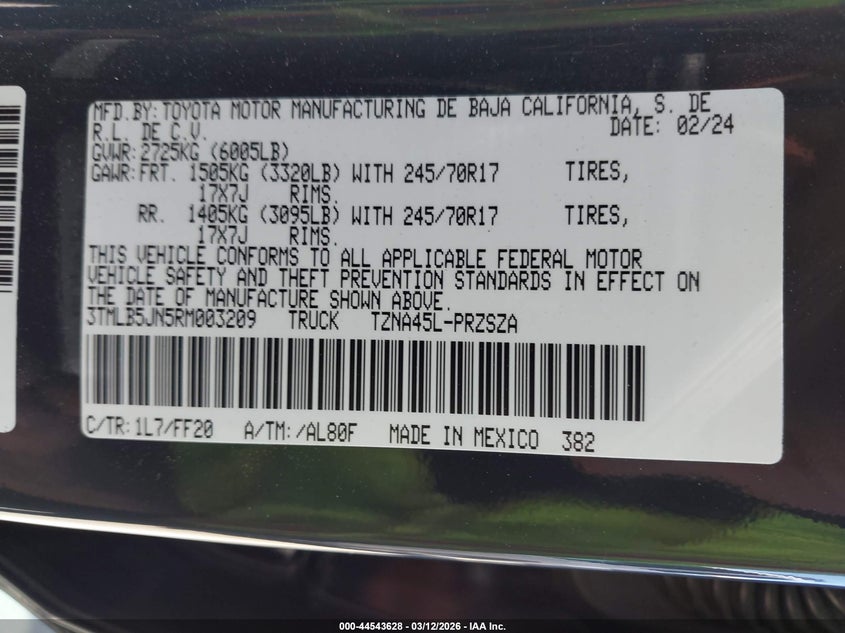 MFD.BY:TOYOTA MOTOR MANUFACTURING DE BAJA CALIFORNIA, S. DE
R.L. DE C.V. DATE: 02/24
GVWR:2725KG (6005LB)
GAWR:FRT. 1505KG (3320LB) WITH 245/70R17 TIRES,
17X7J RIMS.
RR. 1405KG (3095LB) WITH 245/70R17 TIRES,
17X7J RIMS.
THIS VEHICLE CONFORMS TO ALL APPLICABLE FEDERAL MOTOR
VEHICLE SAFETY AND THEFT PREVENTION STANDARDS IN EFFECT ON
THE DATE OF MANUFACTURE SHOWN ABOVE.
3TMLB5JN5RM003209 TRUCK TZNA45L-PRZSZA
C/TR:1L7/FF20 A/TM:/AL80F MADE IN MEXICO 382
000-44543628 - 03/12/2026 - IAA Inc.